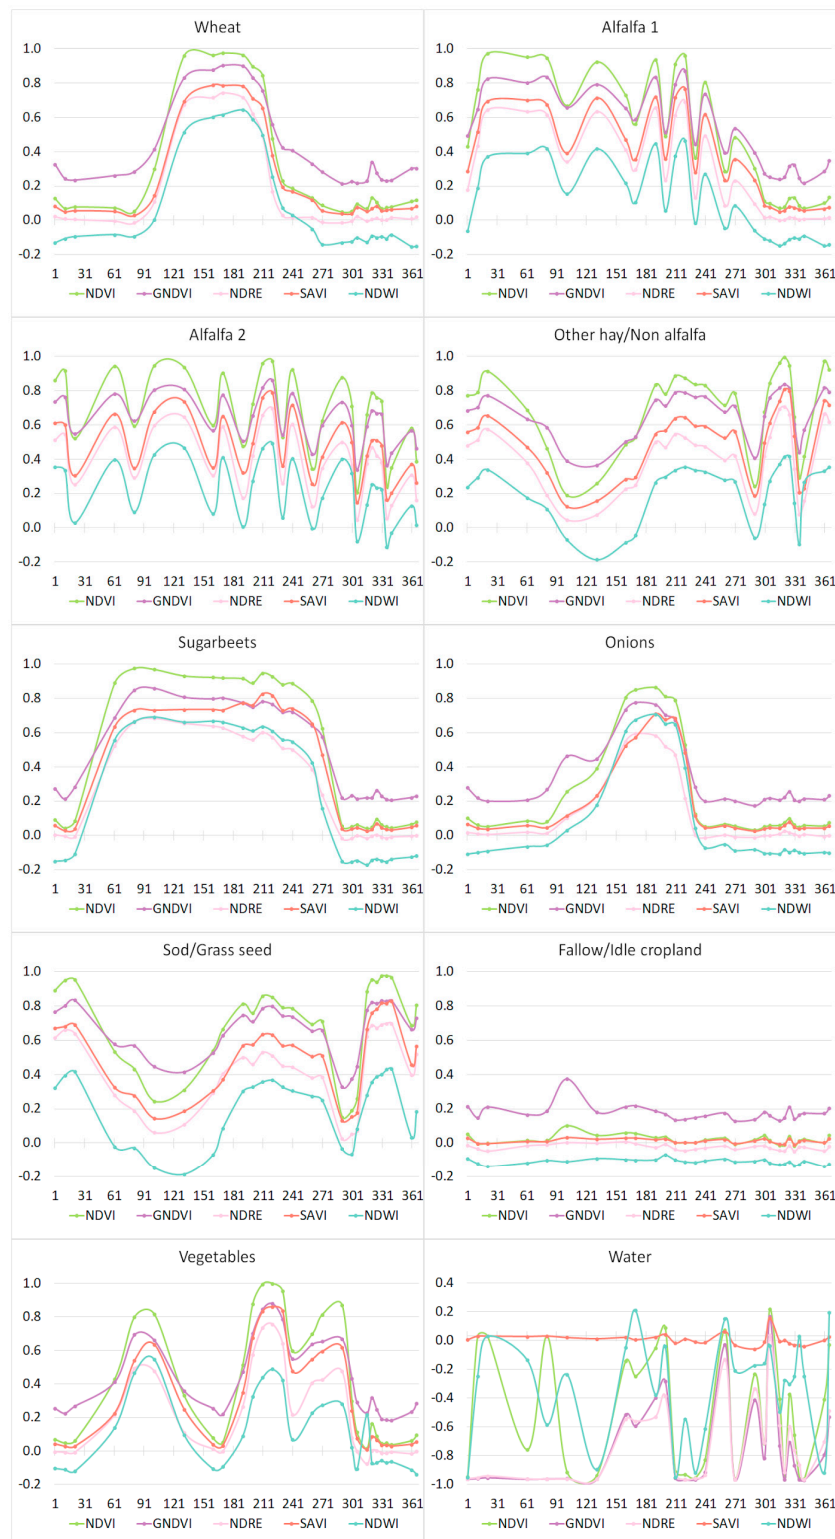 Wheat
1.0
0.8
0.6
0.4
0.2
0.0
-0.2
1 31 61 91 121 151 181 211 241 271 301 331 361
NDVI GNDVI NDRE SAVI NDWI
Alfalfa 1
1.0
0.8
0.6
0.4
0.2
0.0
-0.2
1 31 61 91 121 151 181 211 241 271 301 331 361
NDVI GNDVI NDRE SAVI NDWI
Alfalfa 2
1.0
0.8
0.6
0.4
0.2
0.0
-0.2
1 31 61 91 121 151 181 211 241 271 301 331 361
NDVI GNDVI NDRE SAVI NDWI
Other hay/Non alfalfa
1.0
0.8
0.6
0.4
0.2
0.0
-0.2
1 31 61 91 121 151 181 211 241 271 301 331 361
NDVI GNDVI NDRE SAVI NDWI
Sugarbeets
1.0
0.8
0.6
0.4
0.2
0.0
-0.2
1 31 61 91 121 151 181 211 241 271 301 331 361
NDVI GNDVI NDRE SAVI NDWI
Onions
1.0
0.8
0.6
0.4
0.2
0.0
-0.2
1 31 61 91 121 151 181 211 241 271 301 331 361
NDVI GNDVI NDRE SAVI NDWI
Sod/Grass seed
1.0
0.8
0.6
0.4
0.2
0.0
-0.2
1 31 61 91 121 151 181 211 241 271 301 331 361
NDVI GNDVI NDRE SAVI NDWI
Fallow/Idle cropland
1.0
0.8
0.6
0.4
0.2
0.0
-0.2
1 31 61 91 121 151 181 211 241 271 301 331 361
NDVI GNDVI NDRE SAVI NDWI
Vegetables
1.0
0.8
0.6
0.4
0.2
0.0
-0.2
1 31 61 91 121 151 181 211 241 271 301 331 361
NDVI GNDVI NDRE SAVI NDWI
Water
0.4
0.2
0.0
-0.2
-0.4
-0.6
-0.8
-1.0
1 31 61 91 121 151 181 211 241 271 301 331 361
NDVI GNDVI NDRE SAVI NDWI